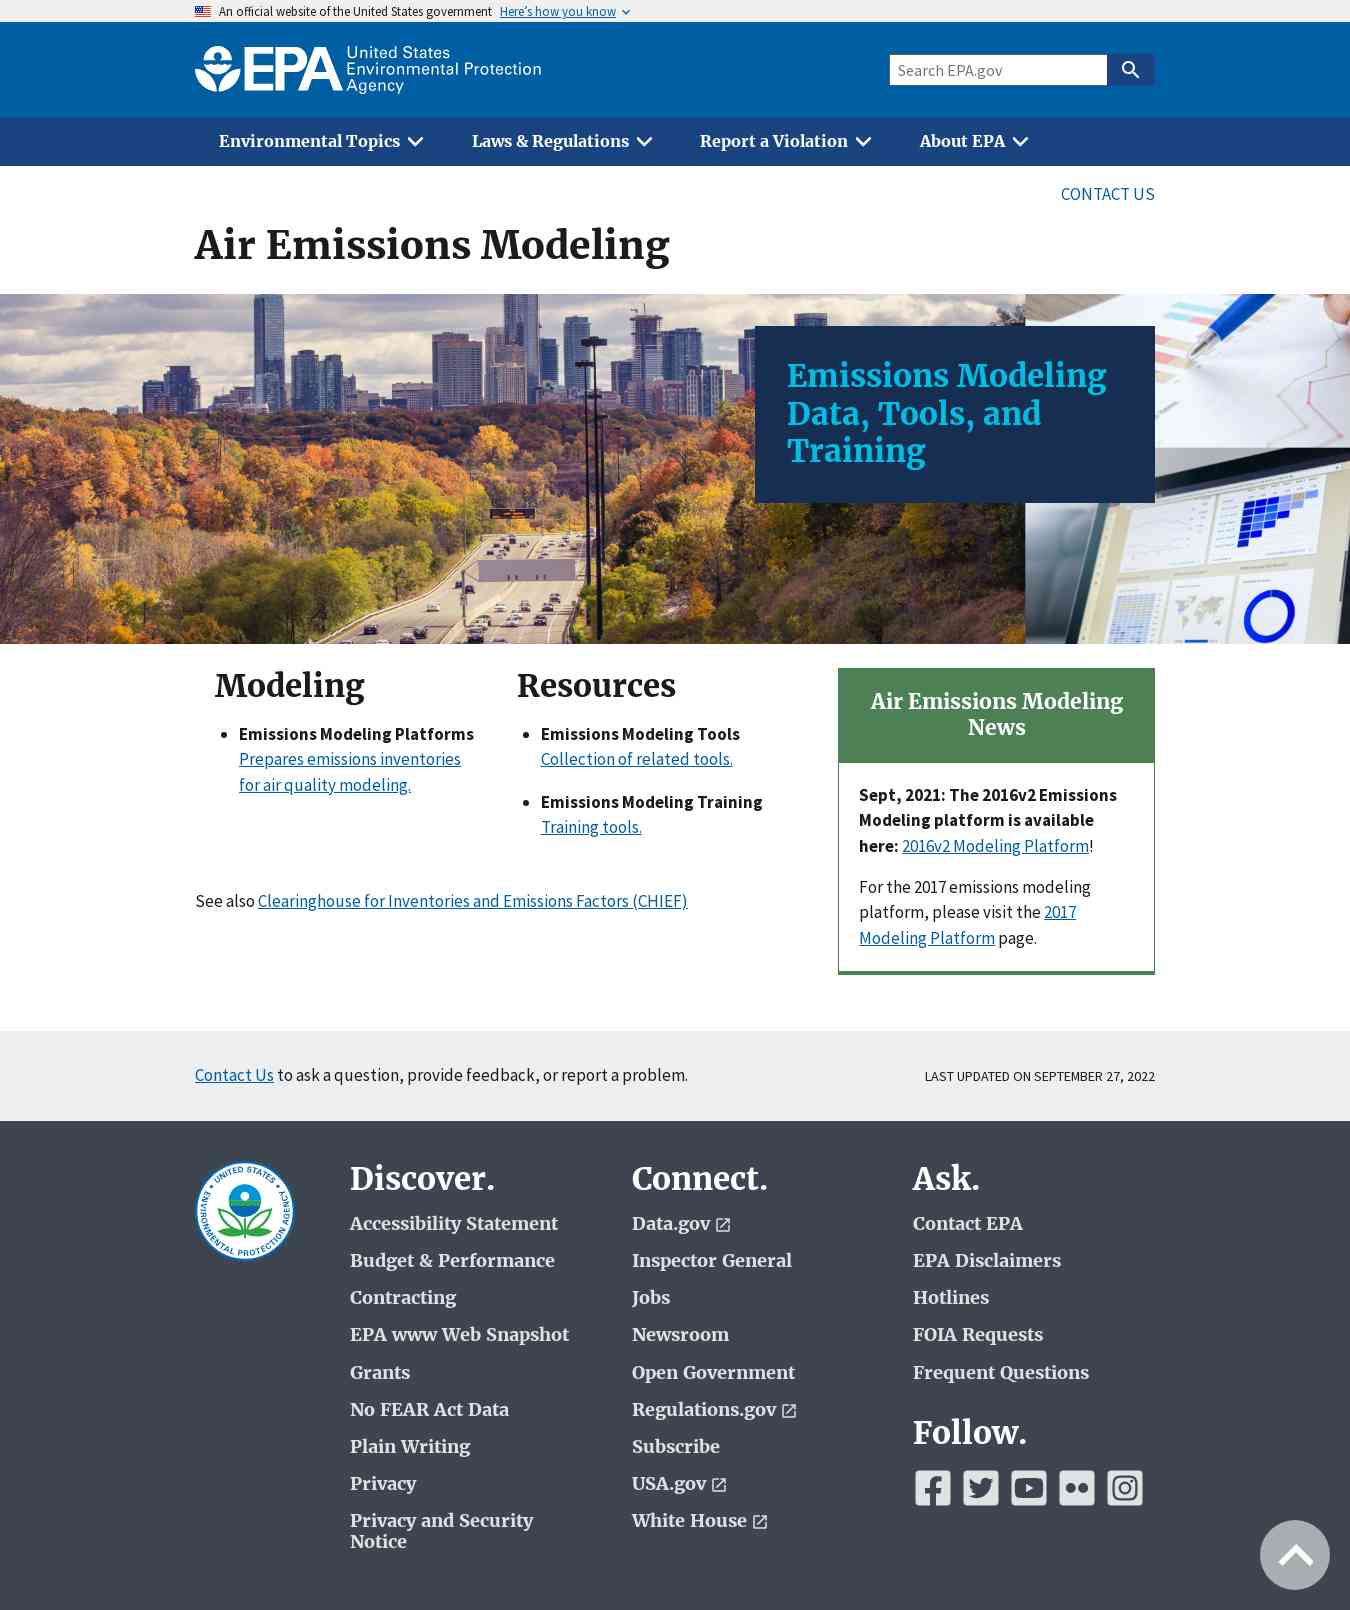 An official website of the United States government Here's how you know
EPA United States
Environmental Protection
Agency
Search EPA.gov
Environmental Topics
Laws & Regulations
Report a Violation
About EPA
CONTACT US
Air Emissions Modeling
Emissions Modeling
Data, Tools, and
Training
Modeling
Emissions Modeling Platforms
Prepares emissions inventories
for air quality modeling.
Resources
Emissions Modeling Tools
Collection of related tools.
Emissions Modeling Training
Training tools.
See also Clearinghouse for Inventories and Emissions Factors (CHIEF)
Air Emissions Modeling
News
Sept, 2021: The 2016v2 Emissions
Modeling platform is available
here: 2016v2 Modeling Platform!
For the 2017 emissions modeling
platform, please visit the 2017
Modeling Platform page.
Contact Us to ask a question, provide feedback, or report a problem.
LAST UPDATED ON SEPTEMBER 27, 2022
UNITED STATES
ENVIRONMENTAL PROTECTION AGENCY
Discover.
Accessibility Statement
Budget & Performance
Contracting
EPA www Web Snapshot
Grants
No FEAR Act Data
Plain Writing
Privacy
Privacy and Security
Notice
Connect.
Data.gov
Inspector General
Jobs
Newsroom
Open Government
Regulations.gov
Subscribe
USA.gov
White House
Ask.
Contact EPA
EPA Disclaimers
Hotlines
FOIA Requests
Frequent Questions
Follow.